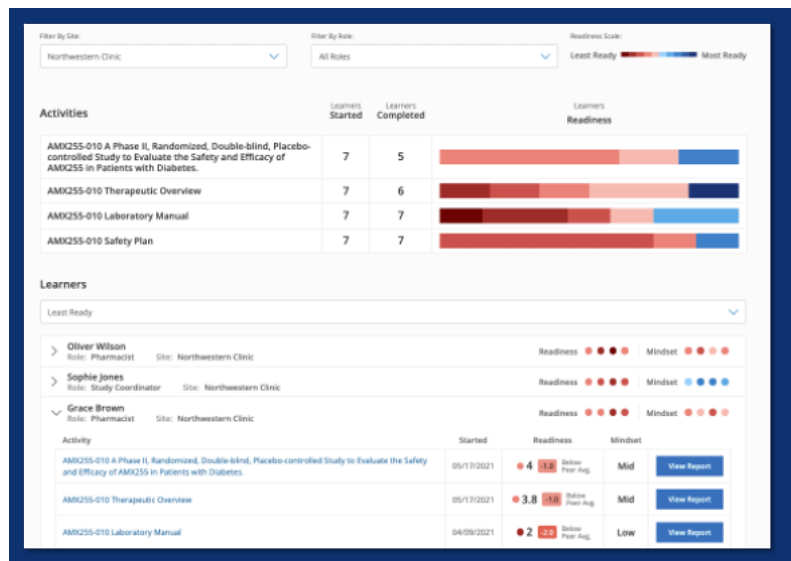 Filter By Site:
Filter By Role:
Readiness Scale:
Northwestern Clinic
All Roles
Least Ready
Most Ready
Activities
Learners
Started
Learners
Completed
Learners
Readiness
AMX255-010 A Phase II, Randomized, Double-blind, Placebo-
controlled Study to Evaluate the Safety and Efficacy of
AMX255 in Patients with Diabetes.
7
5
AMX255-010 Therapeutic Overview
7
6
AMX255-010 Laboratory Manual
7
7
AMX255-010 Safety Plan
7
7
Learners
Least Ready
Oliver Wilson
Role: Pharmacist Site: Northwestern Clinic
Readiness
Mindset
Sophie Jones
Role: Study Coordinator Site: Northwestern Clinic
Readiness
Mindset
Grace Brown
Role: Pharmacist Site: Northwestern Clinic
Readiness
Mindset
Activity
Started
Readiness
Mindset
AMX255-010 A Phase II, Randomized, Double-blind, Placebo-controlled Study to Evaluate the Safety
and Efficacy of AMX255 in Patients with Diabetes.
05/17/2021
4
-1.0
Below
Peer Avg.
Mid
View Report
AMX255-010 Therapeutic Overview
05/17/2021
3.8
-1.0
Below
Peer Avg.
Mid
View Report
AMX255-010 Laboratory Manual
04/09/2021
2
-2.0
Below
Peer Avg.
Low
View Report